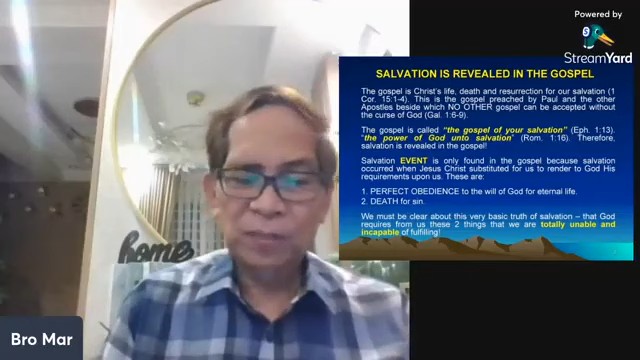 Powered by
StreamYard
SALVATION IS REVEALED IN THE GOSPEL
The gospel is Christ's life, death and resurrection for our salvation (1
Cor. 15:1-4). This is the gospel preached by Paul and the other
Apostles beside which NO OTHER gospel can be accepted without
the curse of God (Gal. 1:6-9).
The gospel is called "the gospel of your salvation" (Eph. 1:13).
"the power of God unto salvation" (Rom. 1:16). Therefore,
salvation is revealed in the gospel!
Salvation EVENT is only found in the gospel because salvation
occurred when Jesus Christ substituted for us to render to God His
requirements upon us. These are:
1. PERFECT OBEDIENCE to the will of God for eternal life.
2. DEATH for sin.
We must be clear about this very basic truth of salvation – that God
requires from us these 2 things that we are totally unable and
incapable of fulfilling!
home
Bro Mar